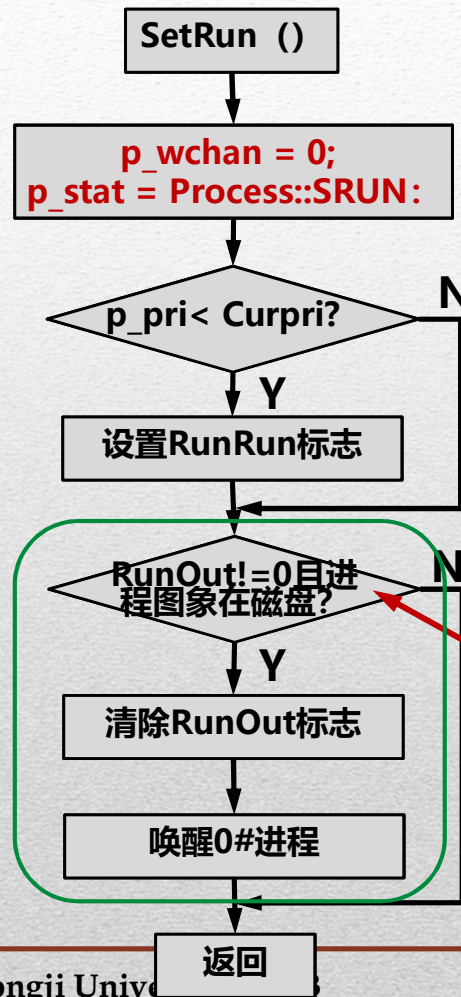 SetRun（）
p_wchan = 0;
p_stat = Process::SRUN：
p_pri< Curpri?
N
Y
设置RunRun标志
RunOut!=0且进
程图象在磁盘?
N
Y
清除RunOut标志
唤醒0#进程
返回